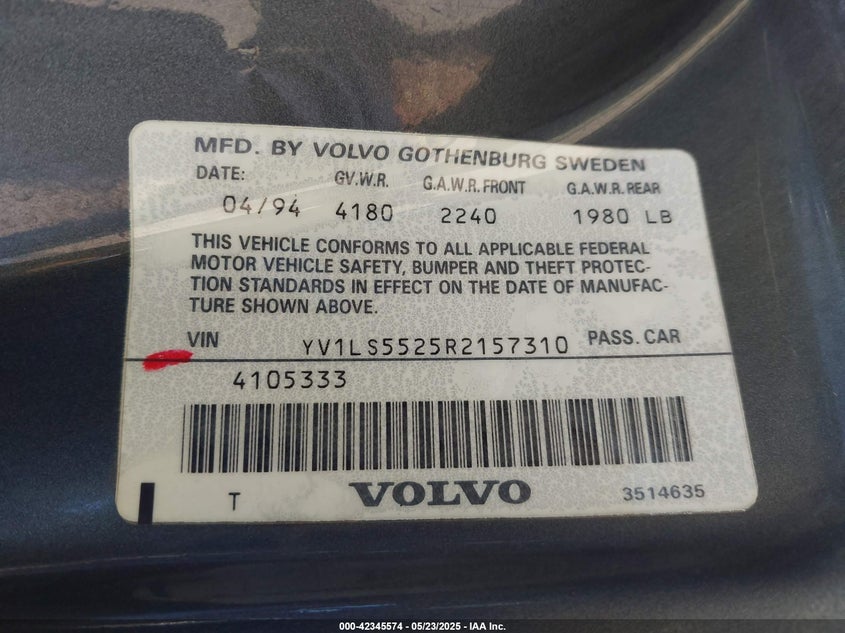 MFD. BY VOLVO GOTHENBURG SWEDEN
DATE: GV.W.R. G.A.W.R. FRONT G.A.W.R. REAR
04/94 4180 2240 1980 LB
THIS VEHICLE CONFORMS TO ALL APPLICABLE FEDERAL
MOTOR VEHICLE SAFETY, BUMPER AND THEFT PROTEC-
TION STANDARDS IN EFFECT ON THE DATE OF MANUFAC-
TURE SHOWN ABOVE.
VIN YV1LS5525R2157310 PASS. CAR
4105333
T VOLVO 3514635
000-42345574 - 05/23/2025 - IAA Inc.